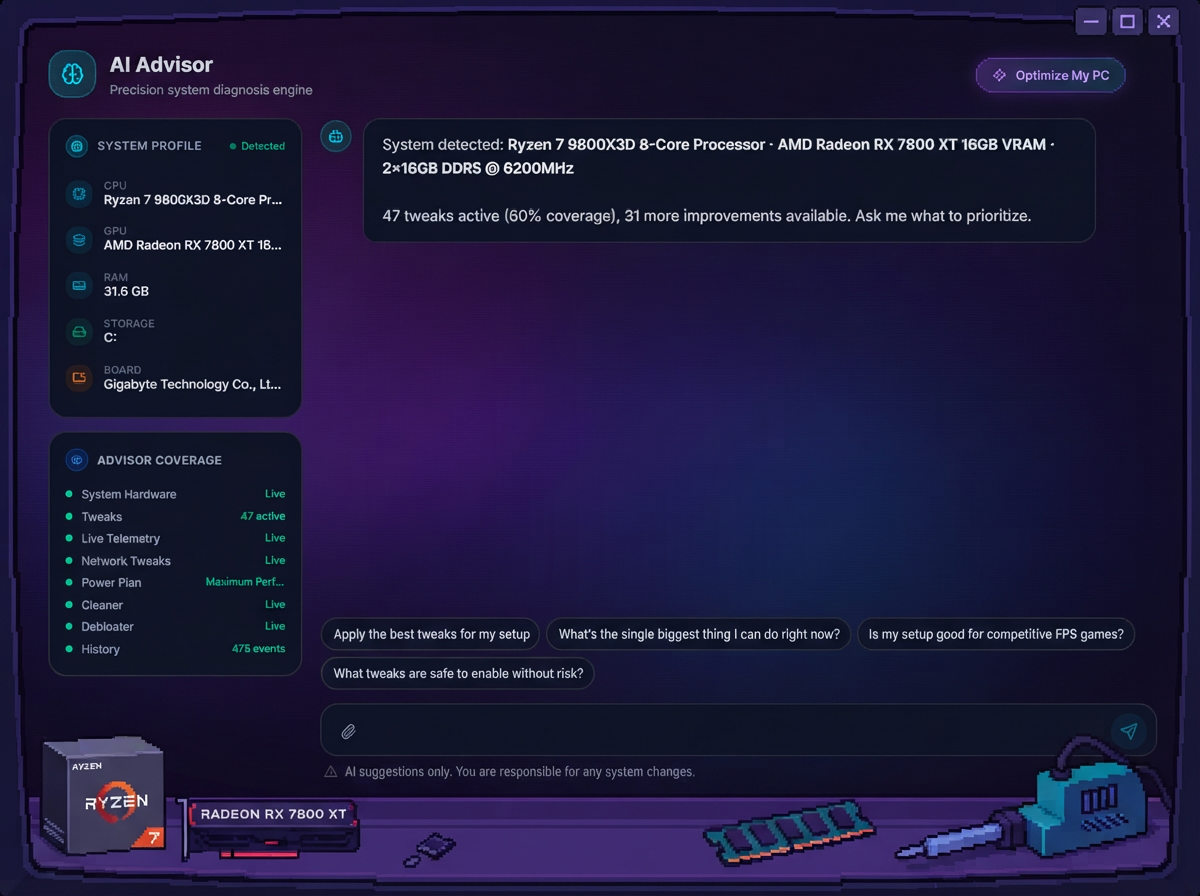 AI Advisor
Precision system diagnosis engine
Optimize My PC
SYSTEM PROFILE
Detected
CPU
Ryzan 7 980GX3D 8-Core Pr...
GPU
AMD Radeon RX 7800 XT 16...
RAM
31.6 GB
STORAGE
C:
BOARD
Gigabyte Technology Co., Lt...
System detected: Ryzen 7 9800X3D 8-Core Processor · AMD Radeon RX 7800 XT 16GB VRAM ·
2×16GB DDRS @ 6200MHz
47 tweaks active (60% coverage), 31 more improvements available. Ask me what to prioritize.
ADVISOR COVERAGE
System Hardware Live
Tweaks 47 active
Live Telemetry Live
Network Tweaks Live
Power Pian Maximum Perf...
Cleaner Live
Debloater Live
History 475 events
Apply the best tweaks for my setup
What's the single biggest thing I can do right now?
Is my setup good for competitive FPS games?
What tweaks are safe to enable without risk?
AI suggestions only. You are responsible for any system changes.
AYZEN
RYZEN
7
RADEON RX 7800 XT